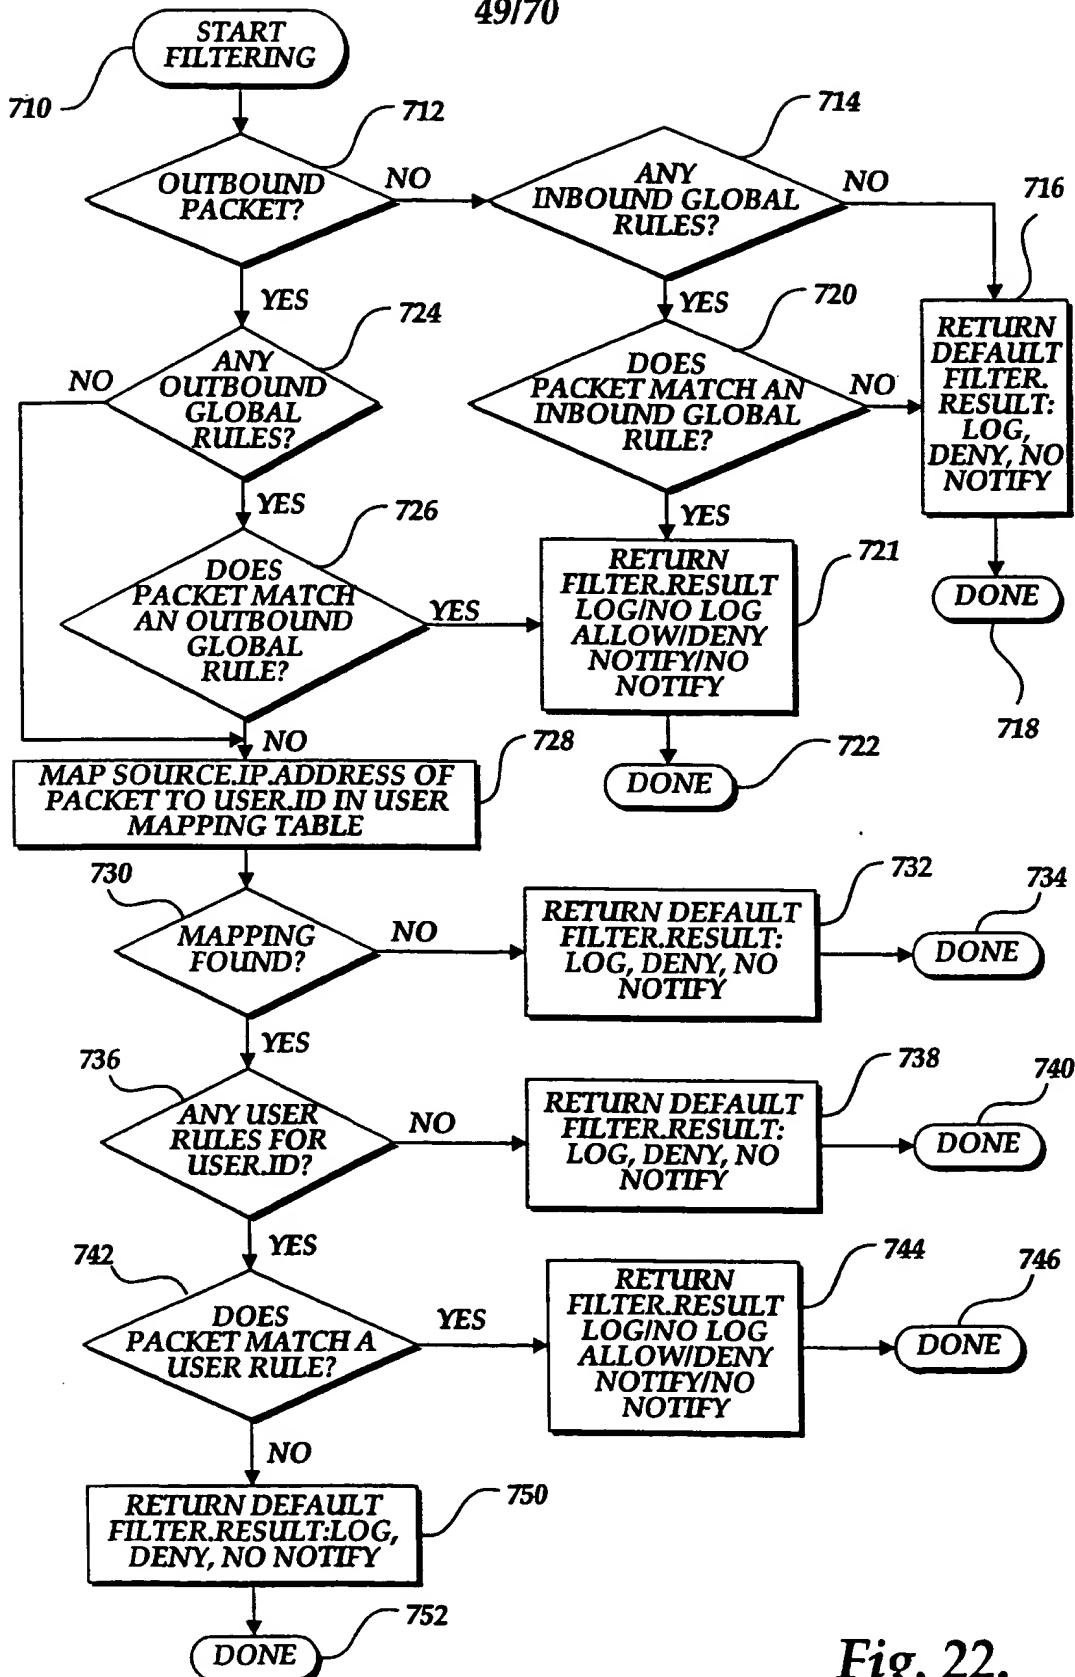 49/70
START
FILTERING
710
712
714
OUTBOUND
PACKET?
NO
ANY
INBOUND GLOBAL
RULES?
NO
716
YES
724
YES
720
RETURN
DEFAULT
FILTER.
RESULT:
LOG,
DENY, NO
NOTIFY
NO
ANY
OUTBOUND
GLOBAL
RULES?
DOES
PACKET MATCH AN
INBOUND GLOBAL
RULE?
NO
YES
726
YES
DOES
PACKET MATCH
AN OUTBOUND
GLOBAL
RULE?
YES
RETURN
FILTER.RESULT
LOG/NO LOG
ALLOW/DENY
NOTIFY/NO
NOTIFY
721
DONE
718
NO
728
722
DONE
MAP SOURCE.IP.ADDRESS OF
PACKET TO USER.ID IN USER
MAPPING TABLE
730
MAPPING
FOUND?
NO
RETURN DEFAULT
FILTER.RESULT:
LOG, DENY, NO
NOTIFY
732
734
DONE
YES
736
ANY USER
RULES FOR
USER.ID?
NO
RETURN DEFAULT
FILTER.RESULT:
LOG, DENY, NO
NOTIFY
738
740
DONE
YES
742
DOES
PACKET MATCH A
USER RULE?
YES
RETURN
FILTER.RESULT
LOG/NO LOG
ALLOW/DENY
NOTIFY/NO
NOTIFY
744
746
DONE
NO
RETURN DEFAULT
FILTER.RESULT:LOG,
DENY, NO NOTIFY
750
752
DONE
Fig. 22.